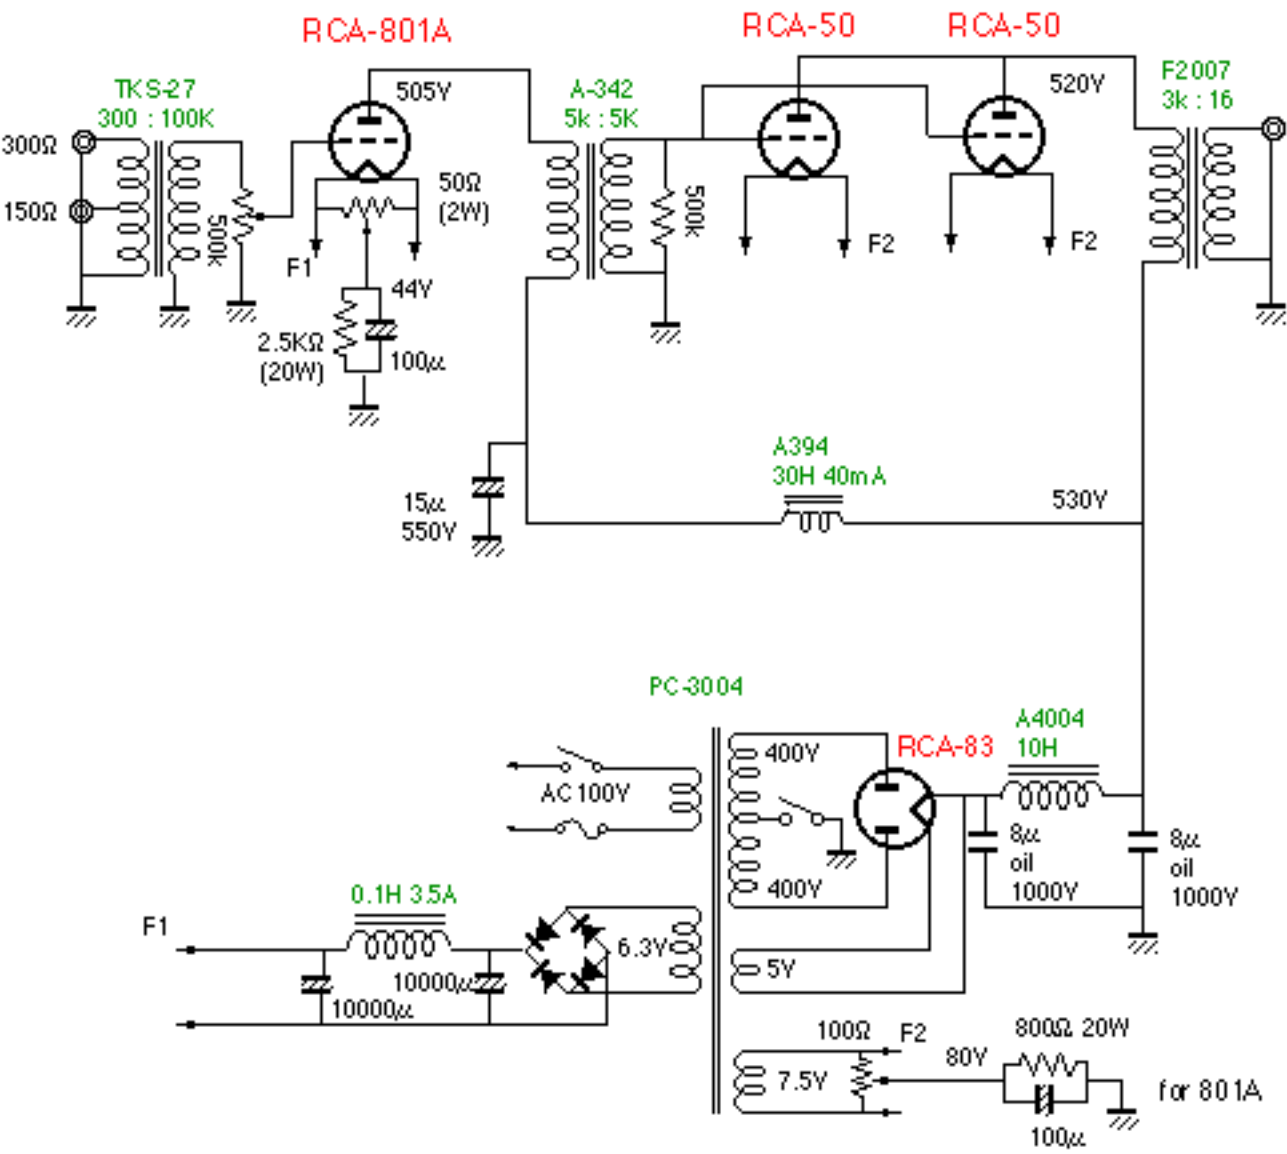 RCA-801A
RCA-50
RCA-50
TKS-27
300 : 100K
505V
A-342
5k : 5K
520V
F2007
3k : 16
300Ω
150Ω
500k
50Ω
(2W)
500k
F1
F2
F2
44V
2.5KΩ
(20W)
100μ
A394
30H 40mA
15μ
550V
530V
PC-3004
400V
RCA-83
A4004
10H
AC 100V
8μ
oil
1000V
8μ
oil
1000V
400V
0.1H 3.5A
F1
6.3V
5V
10000μ
10000μ
100Ω
F2
800Ω 20W
80V
7.5V
for 801A
100μ